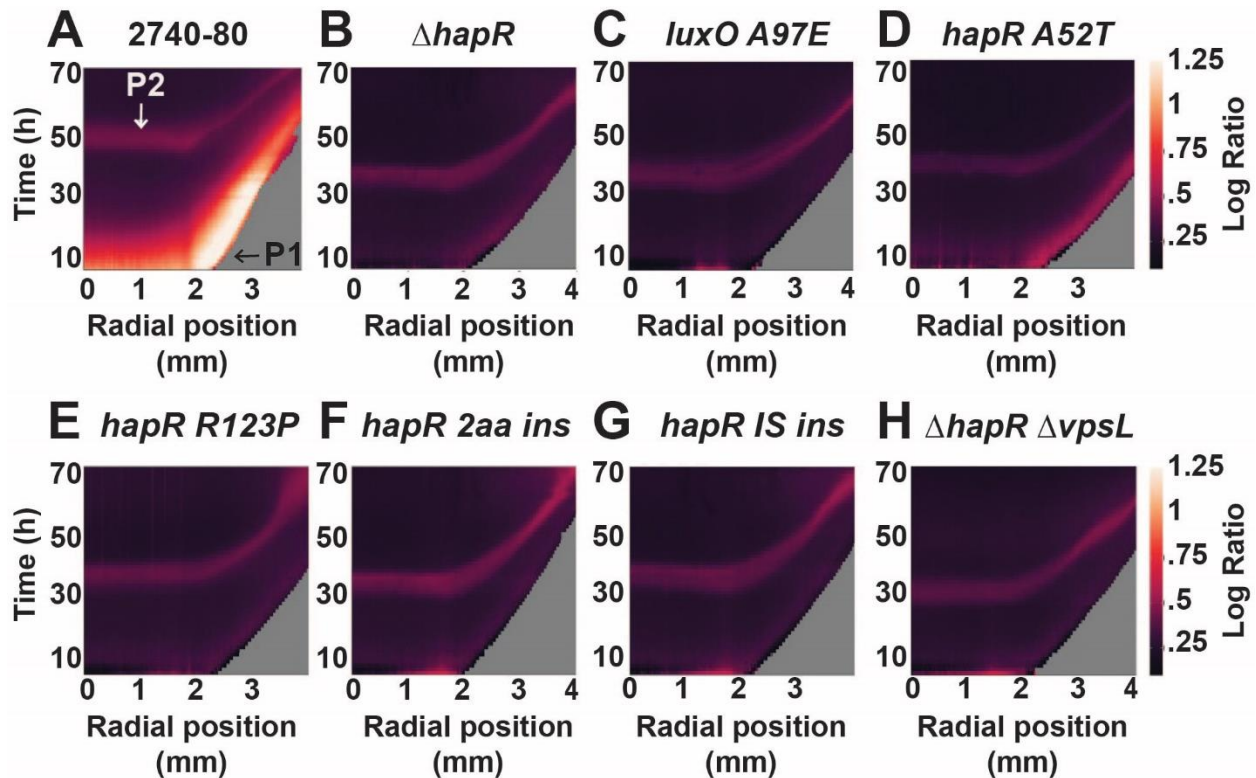 A 2740-80
B ΔhapR
C luxO A97E
D hapR A52T
70
50
30
10
Time (h)
P2
P1
0 1 2 3
Radial position
(mm)
70
50
30
10
0 1 2 3 4
Radial position
(mm)
70
50
30
10
0 1 2 3 4
Radial position
(mm)
70
50
30
10
0 1 2 3
Radial position
(mm)
1.25
1
.75
.5
.25
Log Ratio
E hapR R123P
F hapR 2aa ins
G hapR IS ins
H ΔhapR ΔvpsL
70
50
30
10
Time (h)
0 1 2 3
Radial position
(mm)
70
50
30
10
0 1 2 3 4
Radial position
(mm)
70
50
30
10
0 1 2 3
Radial position
(mm)
70
50
30
10
0 1 2 3 4
Radial position
(mm)
1.25
1
.75
.5
.25
Log Ratio